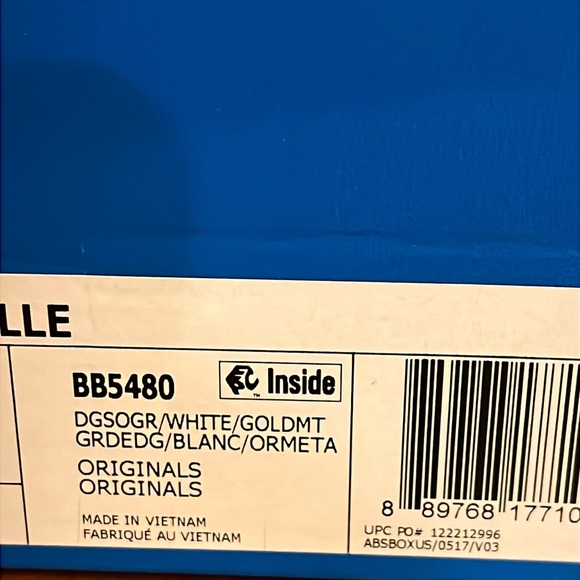 LLE
BB5480
™ Inside
DGSOGR/WHITE/GOLDMT
GRDEDG/BLANC/ORMETA
ORIGINALS
ORIGINALS
MADE IN VIETNAM
FABRIQUÉ AU VIETNAM
8 89768 17710
UPC PO# 122212996
ABSBOXUS/0517/V03